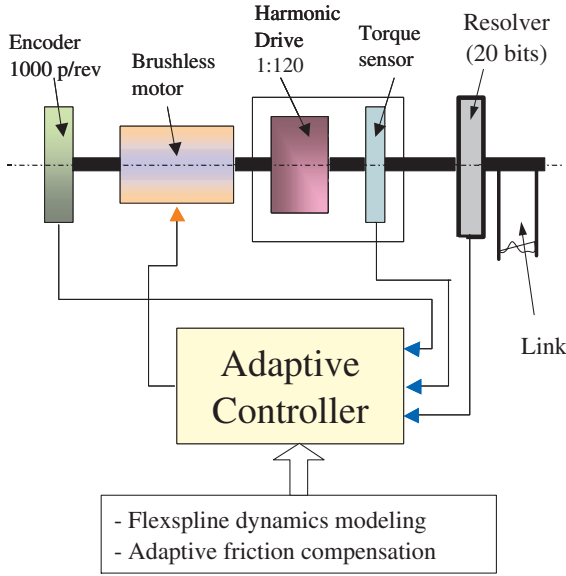 Encoder
1000 p/rev
Brushless
motor
Harmonic
Drive
1:120
Torque
sensor
Resolver
(20 bits)
Link
Adaptive
Controller
- Flexspline dynamics modeling
- Adaptive friction compensation